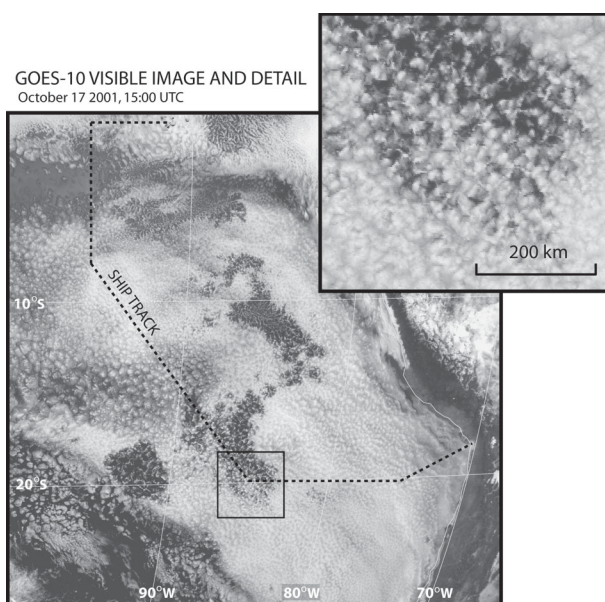 GOES-10 VISIBLE IMAGE AND DETAIL
October 17 2001, 15:00 UTC
200 km
SHIP TRACK
10°S
20°S
90°W
80°W
70°W